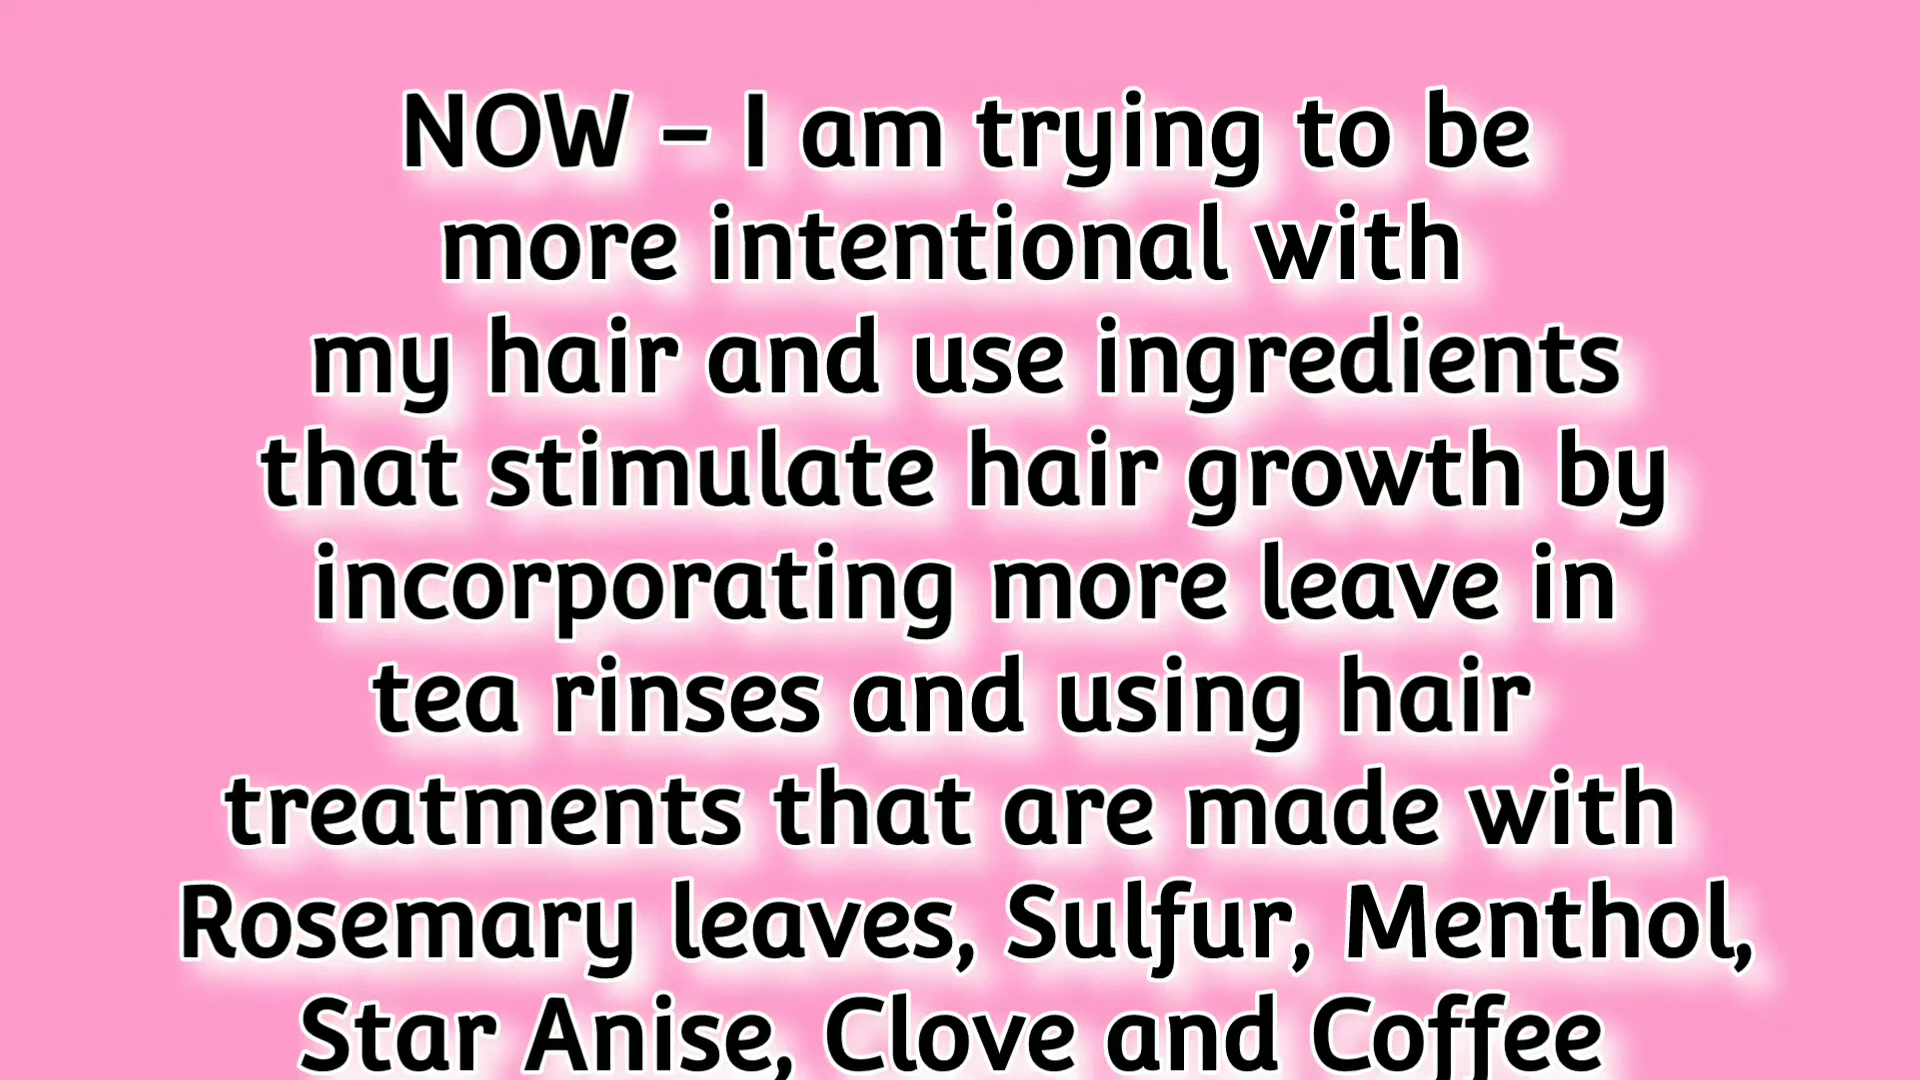 NOW – I am trying to be
more intentional with
my hair and use ingredients
that stimulate hair growth by
incorporating more leave in
tea rinses and using hair
treatments that are made with
Rosemary leaves, Sulfur, Menthol,
Star Anise, Clove and Coffee